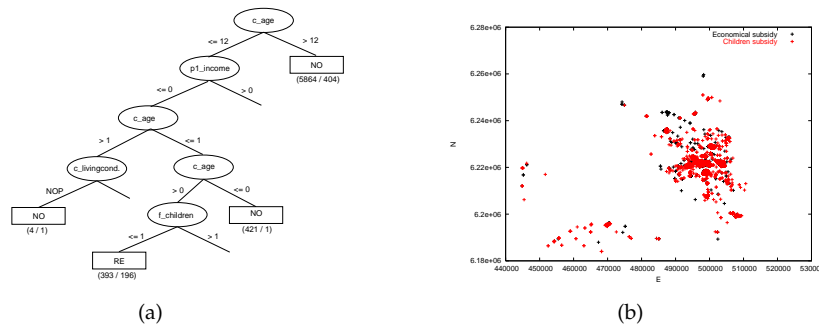 c_age
<= 12
> 12
p1_income
NO
(5864 / 404)
<= 0
> 0
c_age
> 1
<= 1
c_livingcond.
c_age
NOP
> 0
<= 0
NO
(4 / 1)
f_children
NO
(421 / 1)
<= 1
> 1
RE
(393 / 196)
(a)
6.28e+06
Economical subsidy
Children subsidy
6.26e+06
6.24e+06
N
6.22e+06
6.2e+06
6.18e+06
440000 450000 460000 470000 480000 490000 500000 510000 520000 53000
E
(b)